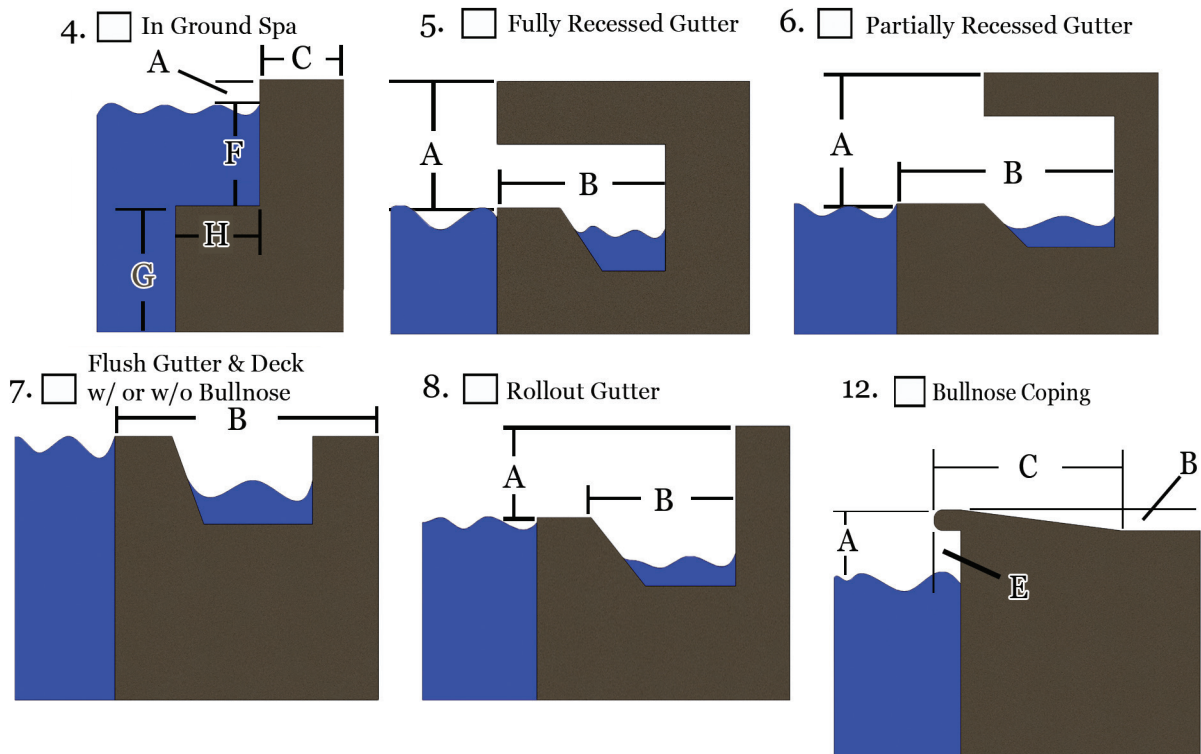 4. In Ground Spa
A
C
F
H
G
5. Fully Recessed Gutter
A
B
6. Partially Recessed Gutter
A
B
7. Flush Gutter & Deck
w/ or w/o Bullnose
B
8. Rollout Gutter
A
B
12. Bullnose Coping
C
B
A
E